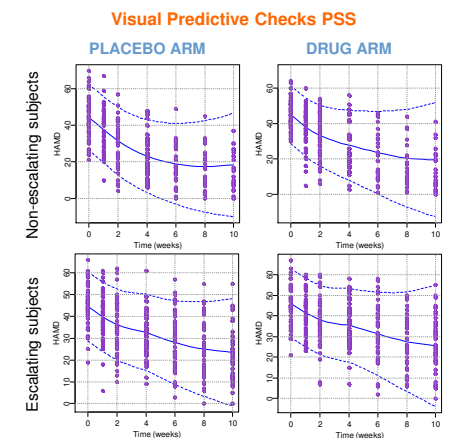 Visual Predictive Checks PSS
PLACEBO ARM
DRUG ARM
Non-escalating subjects
HAMD
60
40
20
0
0 2 4 6 8 10
Time (weeks)
HAMD
60
40
20
0
0 2 4 6 8 10
Time (weeks)
Escalating subjects
HAMD
60
50
40
30
20
10
0
0 2 4 6 8 10
Time (weeks)
HAMD
60
50
40
30
20
10
0
0 2 4 6 8 10
Time (weeks)